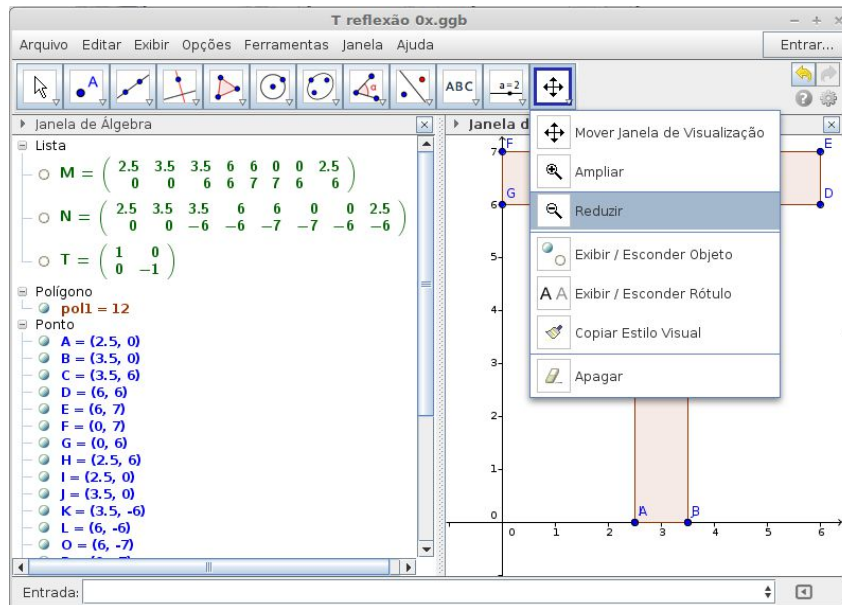 T reflexão 0x.ggb
Arquivo Editar Exibir Opções Ferramentas Janela Ajuda
Entrar...
A
α
ABC
a=2
Janela de Álgebra
Janela d
Lista
M = ( 2.5 3.5 3.5 6 6 0 0 2.5
0 0 6 6 7 7 6 6 )
N = ( 2.5 3.5 3.5 6 6 0 0 2.5
0 0 −6 −6 −7 −7 −6 −6 )
T = ( 1 0
0 −1 )
Polígono
pol1 = 12
Ponto
A = (2.5, 0)
B = (3.5, 0)
C = (3.5, 6)
D = (6, 6)
E = (6, 7)
F = (0, 7)
G = (0, 6)
H = (2.5, 6)
I = (2.5, 0)
J = (3.5, 0)
K = (3.5, -6)
L = (6, -6)
O = (6, -7)
Mover Janela de Visualização
Ampliar
Reduzir
Exibir / Esconder Objeto
AA Exibir / Esconder Rótulo
Copiar Estilo Visual
Apagar
7 F E
6 G D
5
4
3
2
1
0 A B
0 1 2 3 4 5 6
Entrada: